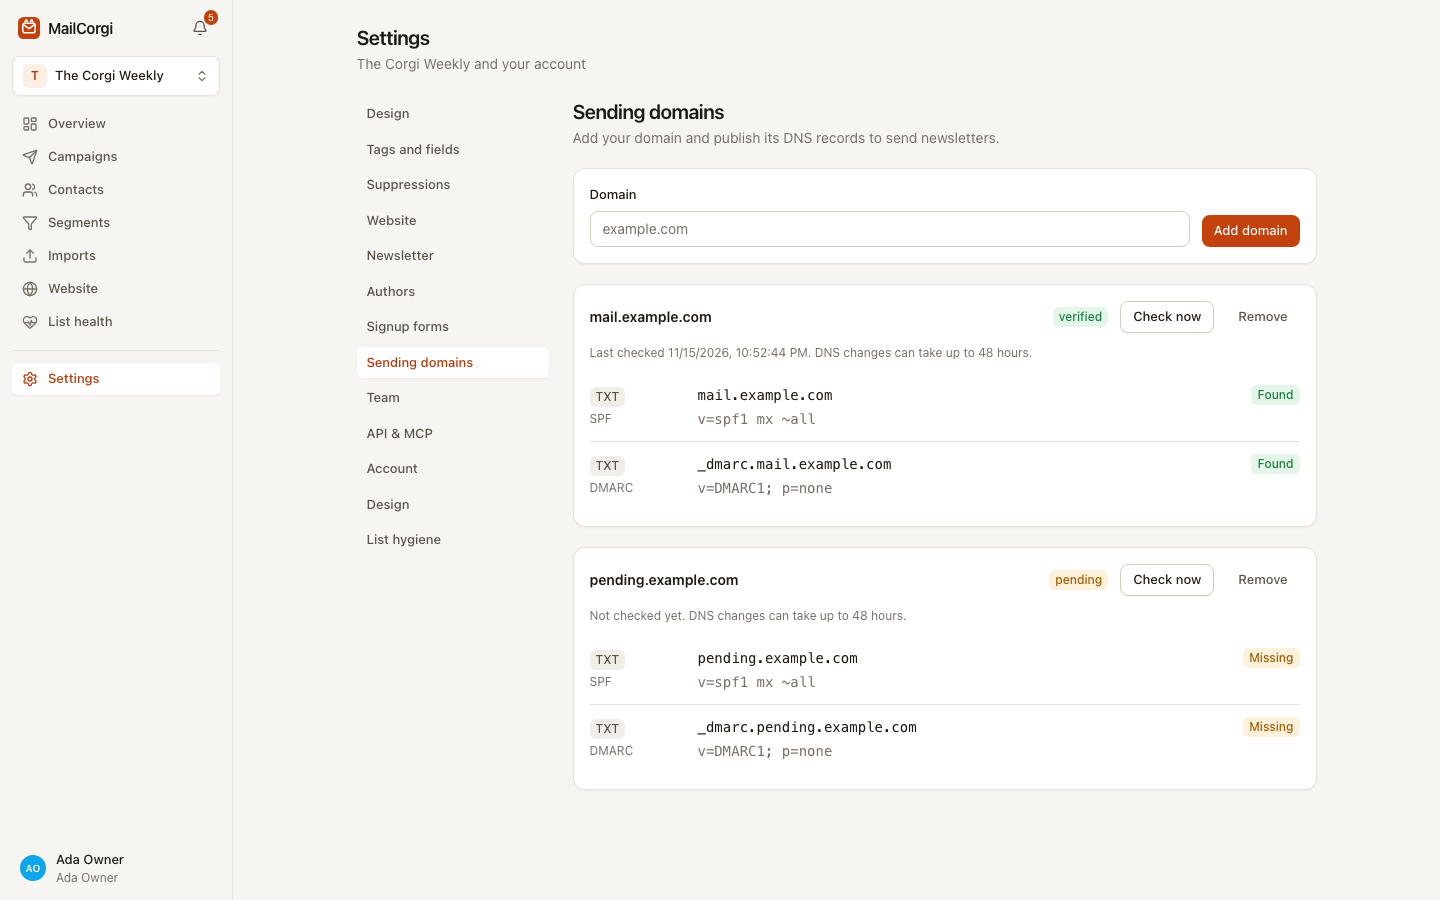 MailCorgi
5
T The Corgi Weekly
Overview
Campaigns
Contacts
Segments
Imports
Website
List health
Settings
AO
Ada Owner
Ada Owner
Settings
The Corgi Weekly and your account
Design
Tags and fields
Suppressions
Website
Newsletter
Authors
Signup forms
Sending domains
Team
API & MCP
Account
Design
List hygiene
Sending domains
Add your domain and publish its DNS records to send newsletters.
Domain
example.com
Add domain
mail.example.com verified Check now Remove
Last checked 11/15/2026, 10:52:44 PM. DNS changes can take up to 48 hours.
TXT mail.example.com Found
SPF v=spf1 mx ~all
TXT _dmarc.mail.example.com Found
DMARC v=DMARC1; p=none
pending.example.com pending Check now Remove
Not checked yet. DNS changes can take up to 48 hours.
TXT pending.example.com Missing
SPF v=spf1 mx ~all
TXT _dmarc.pending.example.com Missing
DMARC v=DMARC1; p=none